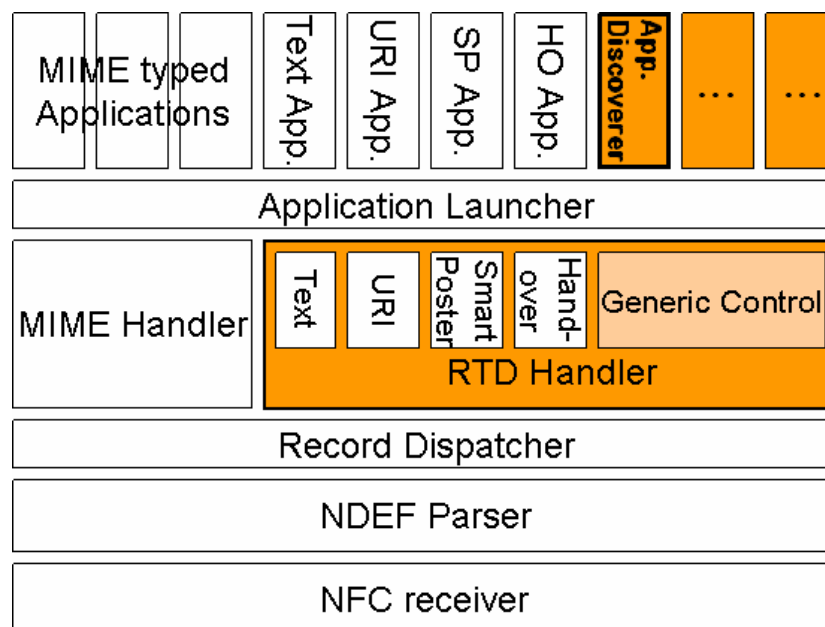 MIME typed
Applications
Text App.
URI App.
SP App.
HO App.
App.
Discoverer
...
...
Application Launcher
MIME Handler
Text
URI
Smart
Poster
Hand-
over
Generic Control
RTD Handler
Record Dispatcher
NDEF Parser
NFC receiver